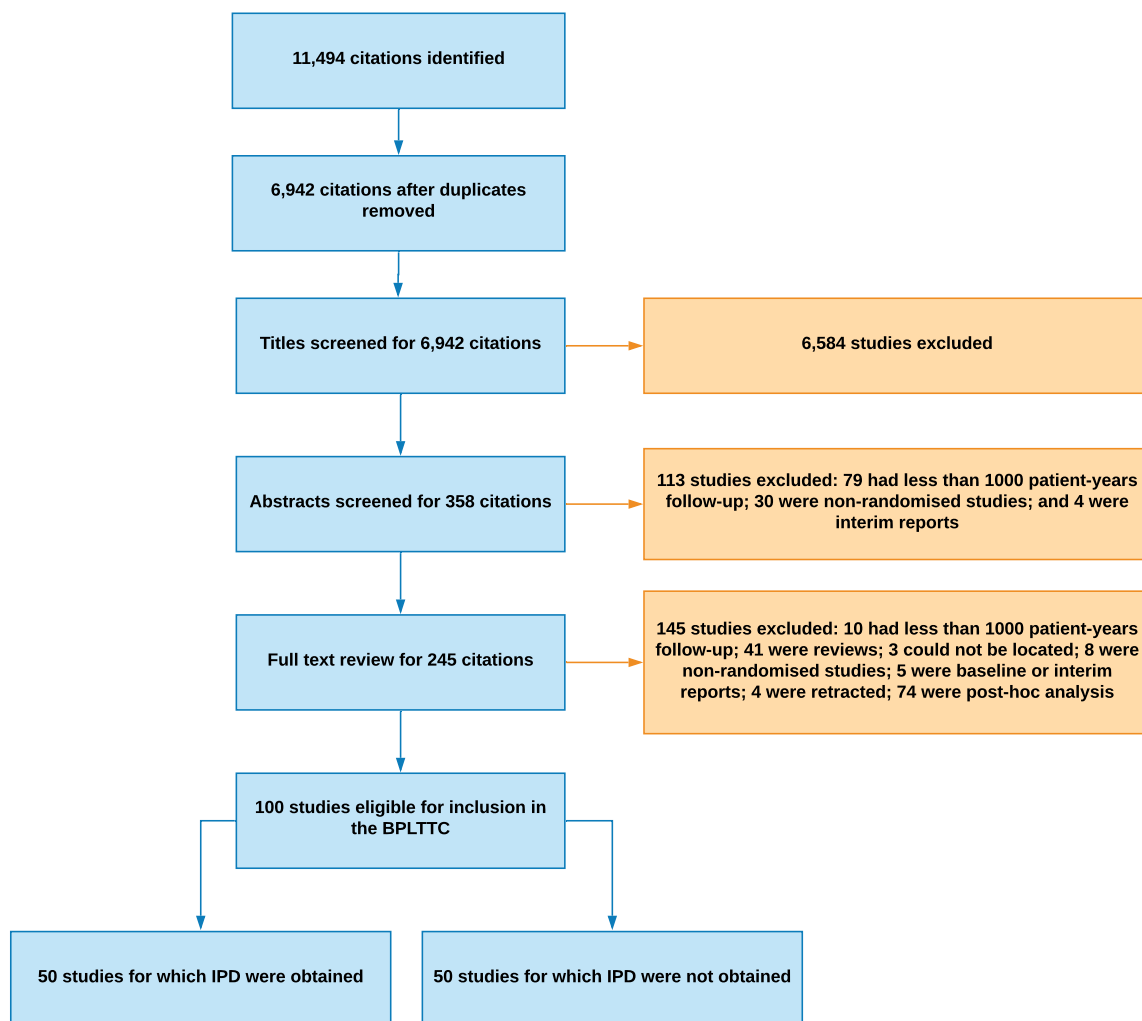 11,494 citations identified
6,942 citations after duplicates
removed
Titles screened for 6,942 citations
6,584 studies excluded
Abstracts screened for 358 citations
113 studies excluded: 79 had less than 1000 patient-years
follow-up; 30 were non-randomised studies; and 4 were
interim reports
Full text review for 245 citations
145 studies excluded: 10 had less than 1000 patient-years
follow-up; 41 were reviews; 3 could not be located; 8 were
non-randomised studies; 5 were baseline or interim
reports; 4 were retracted; 74 were post-hoc analysis
100 studies eligible for inclusion in
the BPLTTC
50 studies for which IPD were obtained
50 studies for which IPD were not obtained